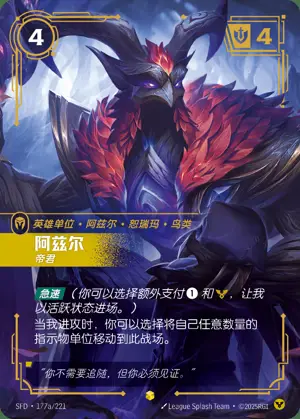 4
4
英雄单位 · 阿兹尔 · 恕瑞玛 · 鸟类
阿兹尔
帝君
急速（你可以选择额外支付1和，让我
以活跃状态进场。）
当我进攻时，你可以选择将自己任意数量的
指示物单位移动到此战场。
“你不需要追随，但你必须见证。”
SFD · 177a/221 League Splash Team · ©2025RG1